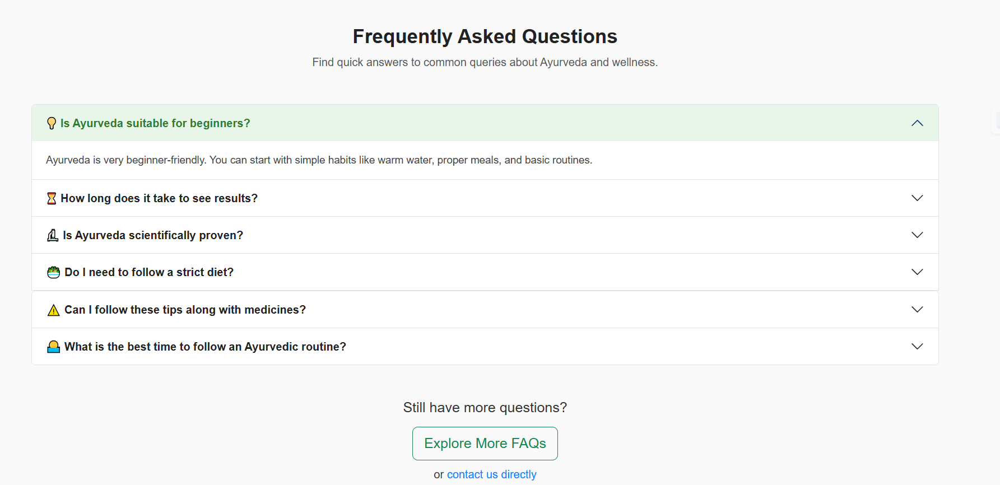 Frequently Asked Questions
Find quick answers to common queries about Ayurveda and wellness.
💡 Is Ayurveda suitable for beginners?
Ayurveda is very beginner-friendly. You can start with simple habits like warm water, proper meals, and basic routines.
⏳ How long does it take to see results?
🔬 Is Ayurveda scientifically proven?
🥗 Do I need to follow a strict diet?
⚠️ Can I follow these tips along with medicines?
🌅 What is the best time to follow an Ayurvedic routine?
Still have more questions?
Explore More FAQs
or contact us directly